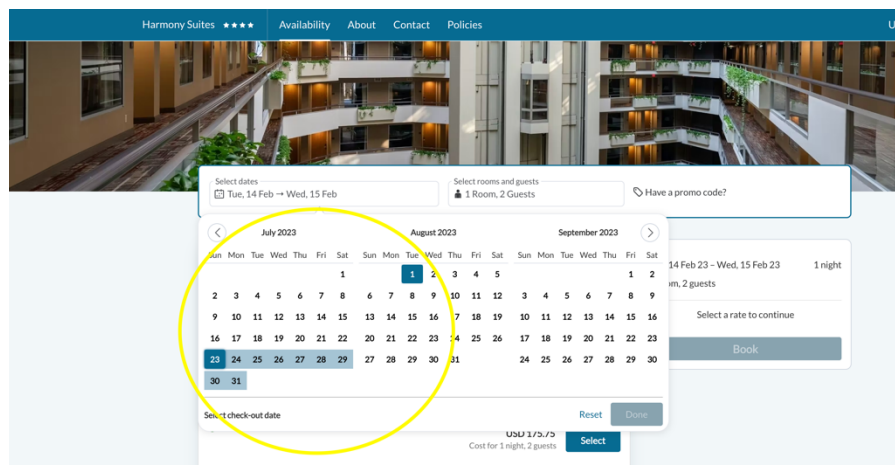 Harmony Suites ★★★★ Availability About Contact Policies U
Select dates
Tue, 14 Feb → Wed, 15 Feb
Select rooms and guests
1 Room, 2 Guests
Have a promo code?
July 2023
Sun Mon Tue Wed Thu Fri Sat
1
2 3 4 5 6 7 8
9 10 11 12 13 14 15
16 17 18 19 20 21 22
23 24 25 26 27 28 29
30 31
August 2023
Sun Mon Tue Wed Thu Fri Sat
1 2 3 4 5
6 7 8 9 10 11 12
13 14 15 16 17 18 19
20 21 22 23 24 25 26
27 28 29 30 31
September 2023
Sun Mon Tue Wed Thu Fri Sat
1 2
3 4 5 6 7 8 9
10 11 12 13 14 15 16
17 18 19 20 21 22 23
24 25 26 27 28 29 30
Select check-out date
Reset
Done
14 Feb 23 – Wed, 15 Feb 23 1 night
2 guests
Select a rate to continue
Book
USD 175.75
Cost for 1 night, 2 guests
Select